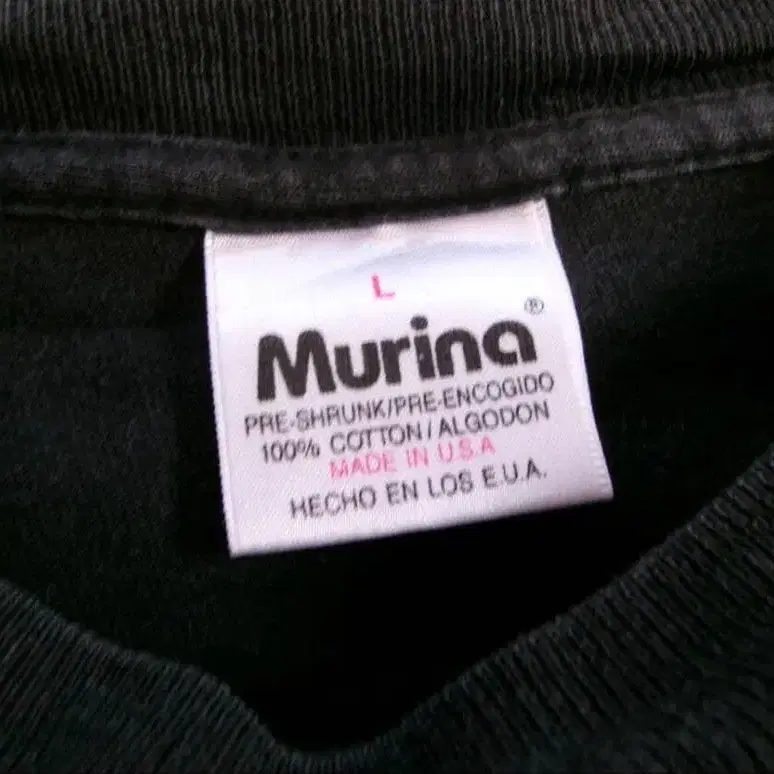 L
Murina®
PRE-SHRUNK/PRE-ENCOGIDO
100% COTTON/ALGODON
MADE IN U.S.A
HECHO EN LOS E.U.A.